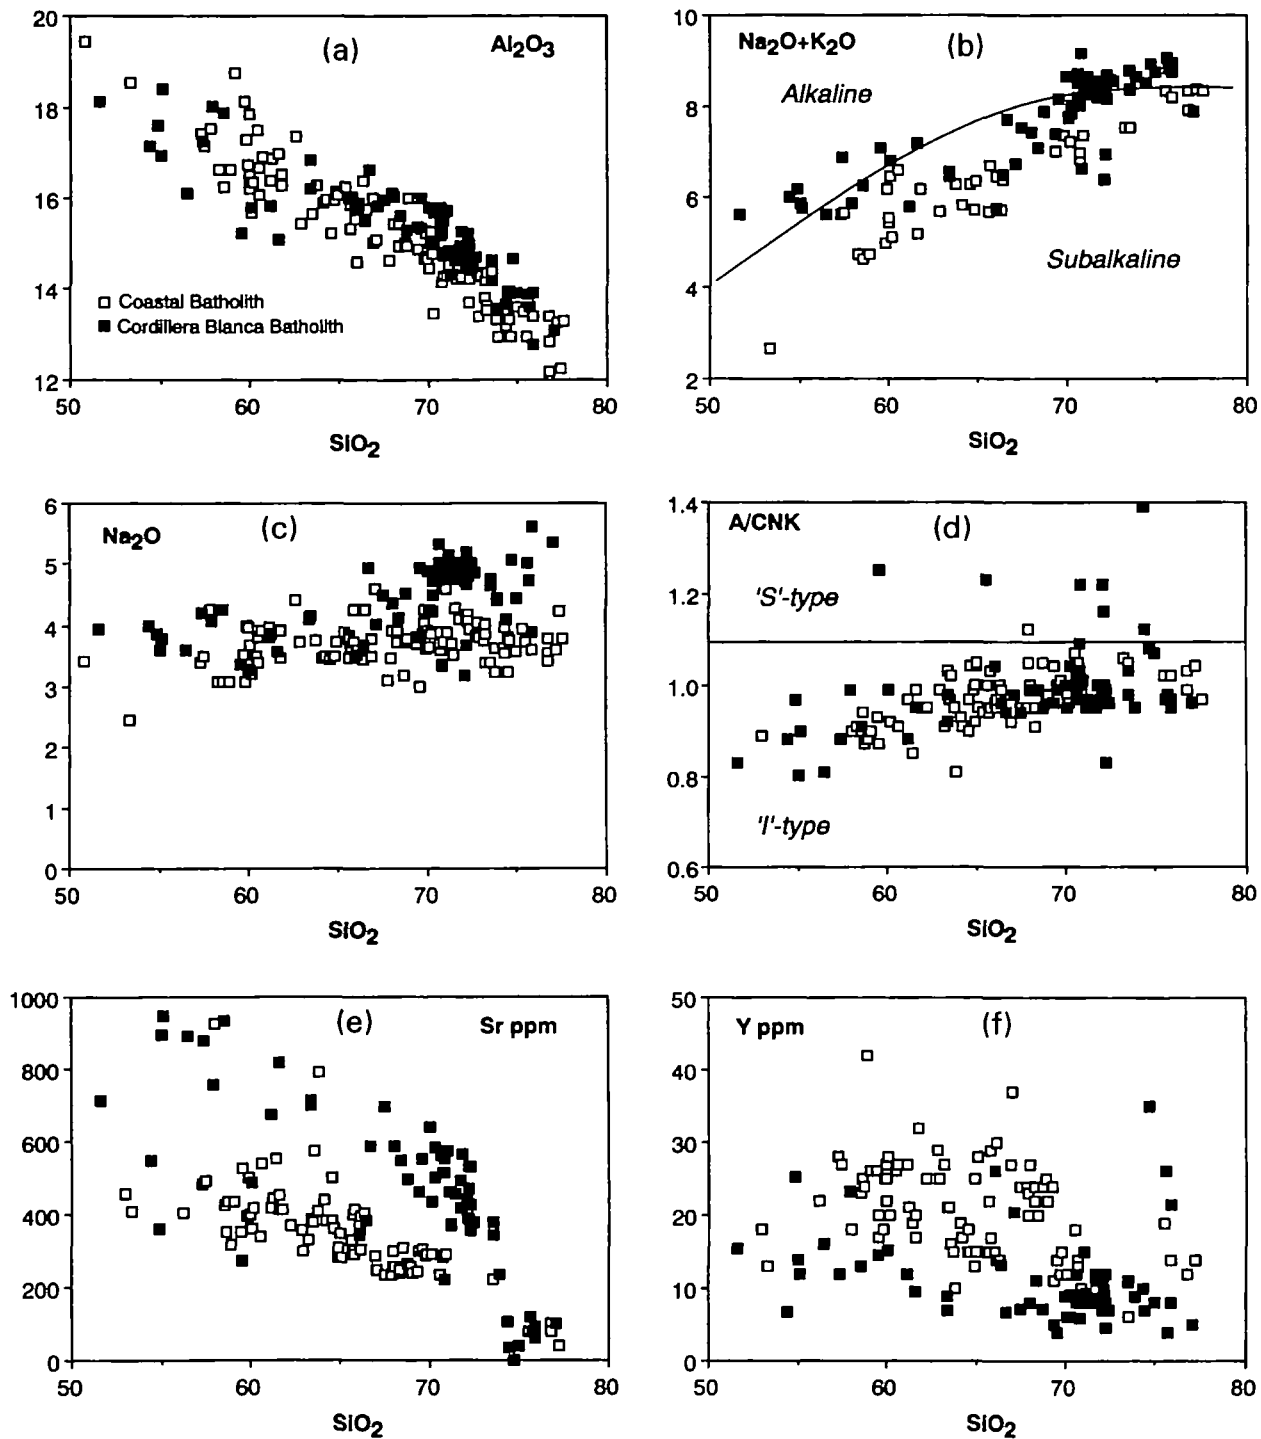 (a)
Al2O3
20
18
16
14
12
□ Coastal Batholith
■ Cordillera Blanca Batholith
50 60 70 80
SiO2
Na2O+K2O
(b)
10
8
6
4
2
Alkaline
Subalkaline
50 60 70 80
SiO2
Na2O
(c)
6
5
4
3
2
1
0
50 60 70 80
SiO2
A/CNK
(d)
1.4
1.2
1.0
0.8
0.6
'S'-type
'I'-type
50 60 70 80
SiO2
(e)
Sr ppm
1000
800
600
400
200
0
50 60 70 80
SiO2
Y ppm
(f)
50
40
30
20
10
0
50 60 70 80
SiO2